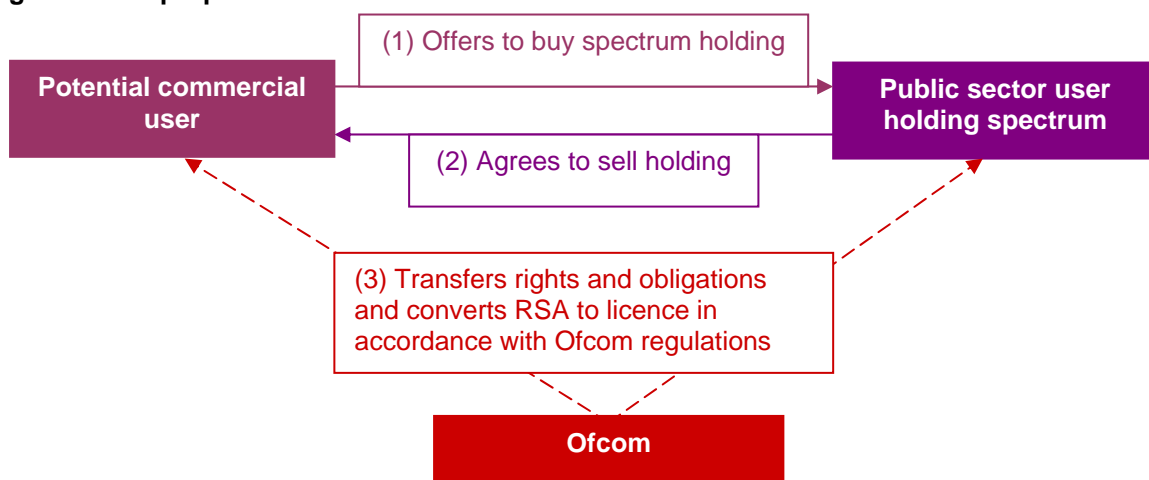 (1) Offers to buy spectrum holding
Potential commercial
user
Public sector user
holding spectrum
(2) Agrees to sell holding
(3) Transfers rights and obligations
and converts RSA to licence in
accordance with Ofcom regulations
Ofcom